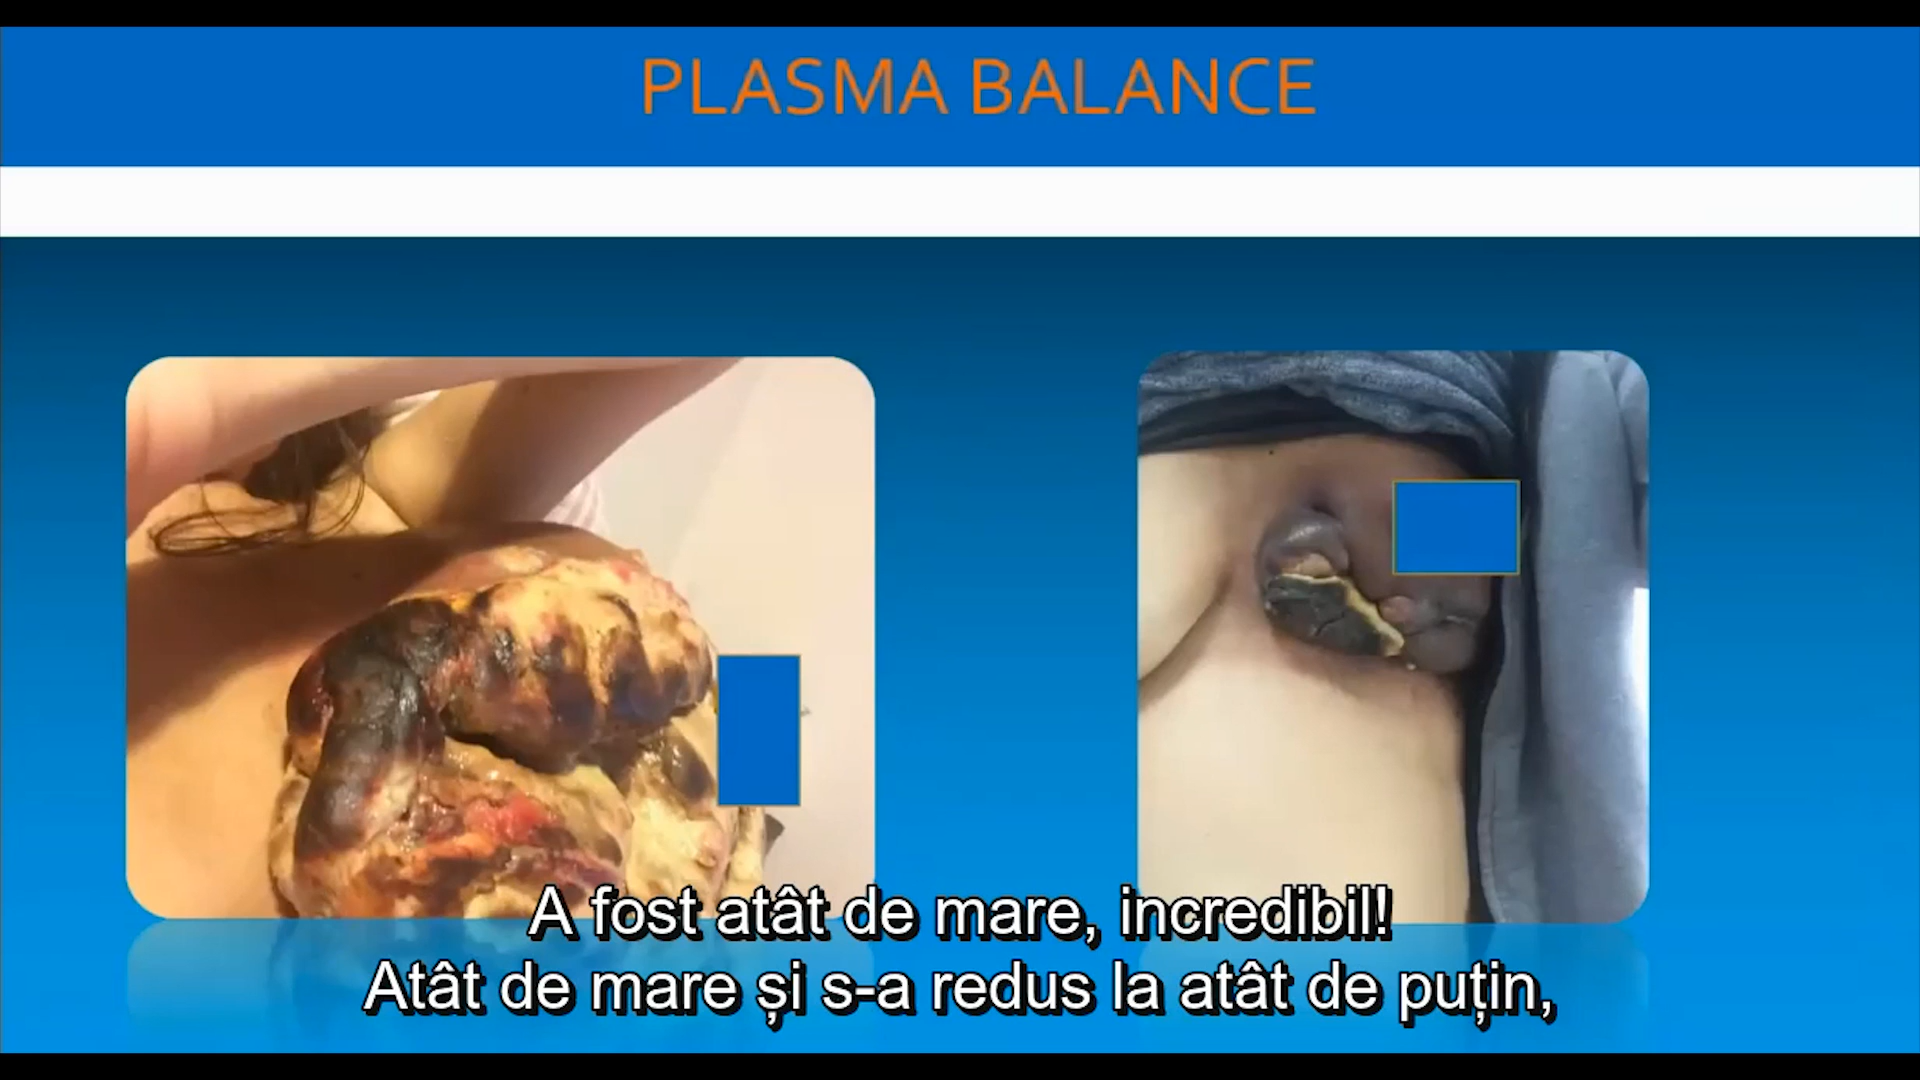 PLASMA BALANCE
A fost atât de mare, incredibil!
Atât de mare și s-a redus la atât de puțin,